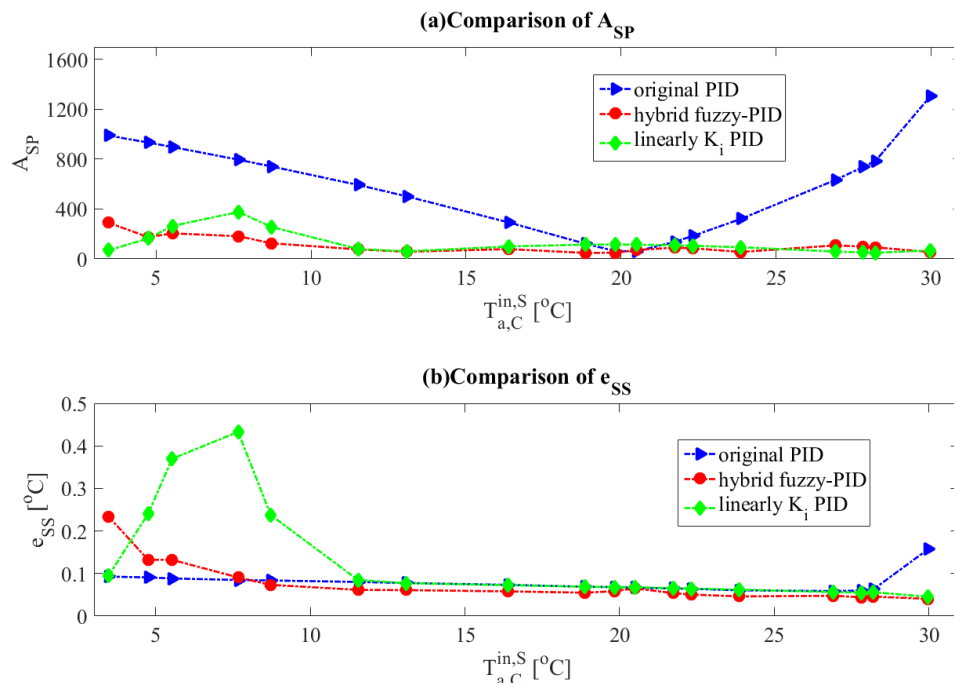 (a)Comparison of A_SP
1600
1200
800
400
0
A_SP
original PID
hybrid fuzzy-PID
linearly K_i PID
5 10 15 20 25 30
T_{a,C}^{in,S} [°C]
(b)Comparison of e_SS
0.5
0.4
0.3
0.2
0.1
0
e_SS [°C]
original PID
hybrid fuzzy-PID
linearly K_i PID
5 10 15 20 25 30
T_{a,C}^{in,S} [°C]